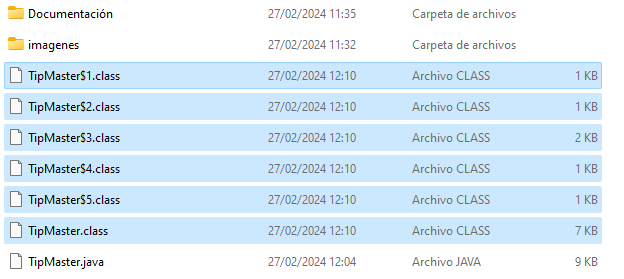 Documentación 27/02/2024 11:35 Carpeta de archivos
imagenes 27/02/2024 11:32 Carpeta de archivos
TipMaster$1.class 27/02/2024 12:10 Archivo CLASS 1 KB
TipMaster$2.class 27/02/2024 12:10 Archivo CLASS 1 KB
TipMaster$3.class 27/02/2024 12:10 Archivo CLASS 2 KB
TipMaster$4.class 27/02/2024 12:10 Archivo CLASS 1 KB
TipMaster$5.class 27/02/2024 12:10 Archivo CLASS 1 KB
TipMaster.class 27/02/2024 12:10 Archivo CLASS 7 KB
TipMaster.java 27/02/2024 12:04 Archivo JAVA 9 KB